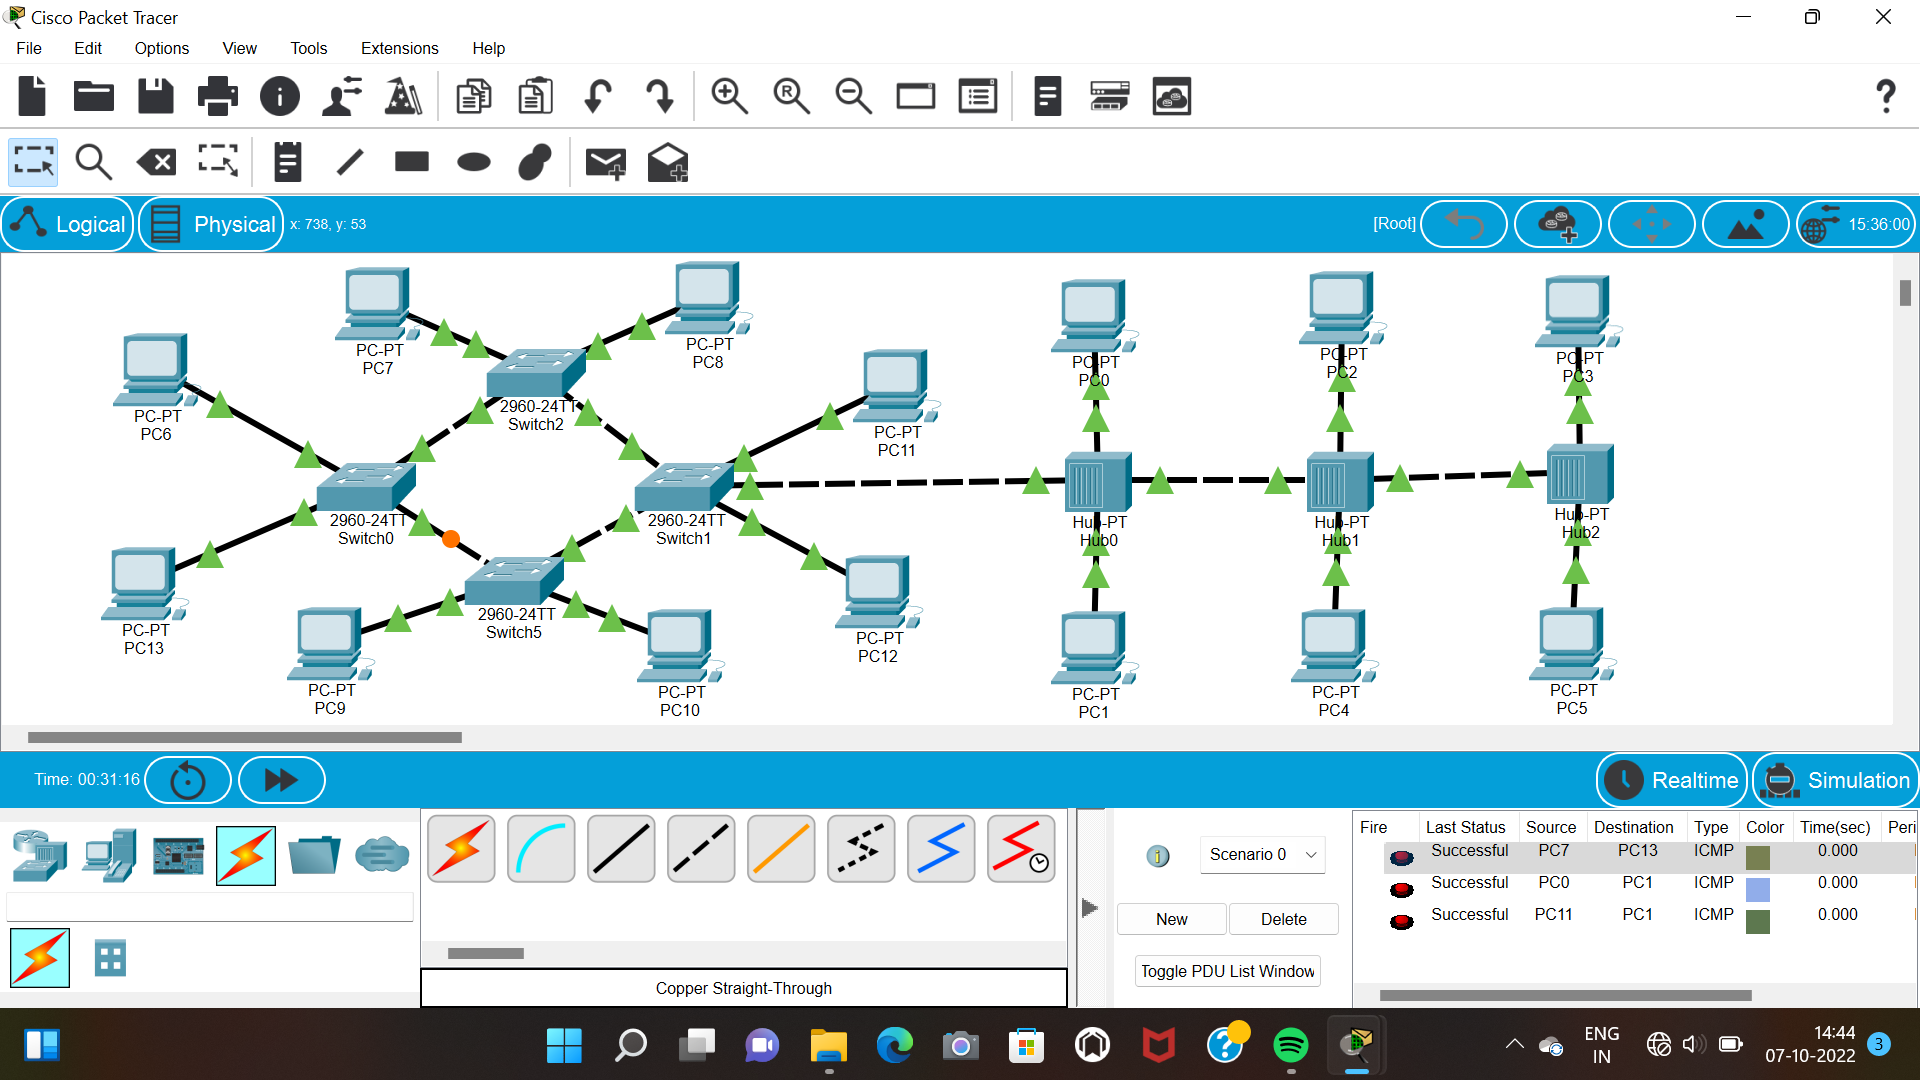 Cisco Packet Tracer
File Edit Options View Tools Extensions Help
Logical Physical x: 738, y: 53 [Root] 15:36:00
PC-PT
PC7
PC-PT
PC8
PC-PT
PC6
2960-24TT
Switch2
PC-PT
PC11
PC-PT
PC0
PC-PT
PC2
PC-PT
PC3
2960-24TT
Switch0
2960-24TT
Switch1
Hub-PT
Hub0
Hub-PT
Hub1
Hub-PT
Hub2
PC-PT
PC13
2960-24TT
Switch5
PC-PT
PC12
PC-PT
PC9
PC-PT
PC10
PC-PT
PC1
PC-PT
PC4
PC-PT
PC5
Time: 00:31:16 Realtime Simulation
Scenario 0
New Delete
Toggle PDU List Window
Copper Straight-Through
Fire Last Status Source Destination Type Color Time(sec) Peri
Successful PC7 PC13 ICMP 0.000
Successful PC0 PC1 ICMP 0.000
Successful PC11 PC1 ICMP 0.000
ENG
IN
14:44
07-10-2022
3